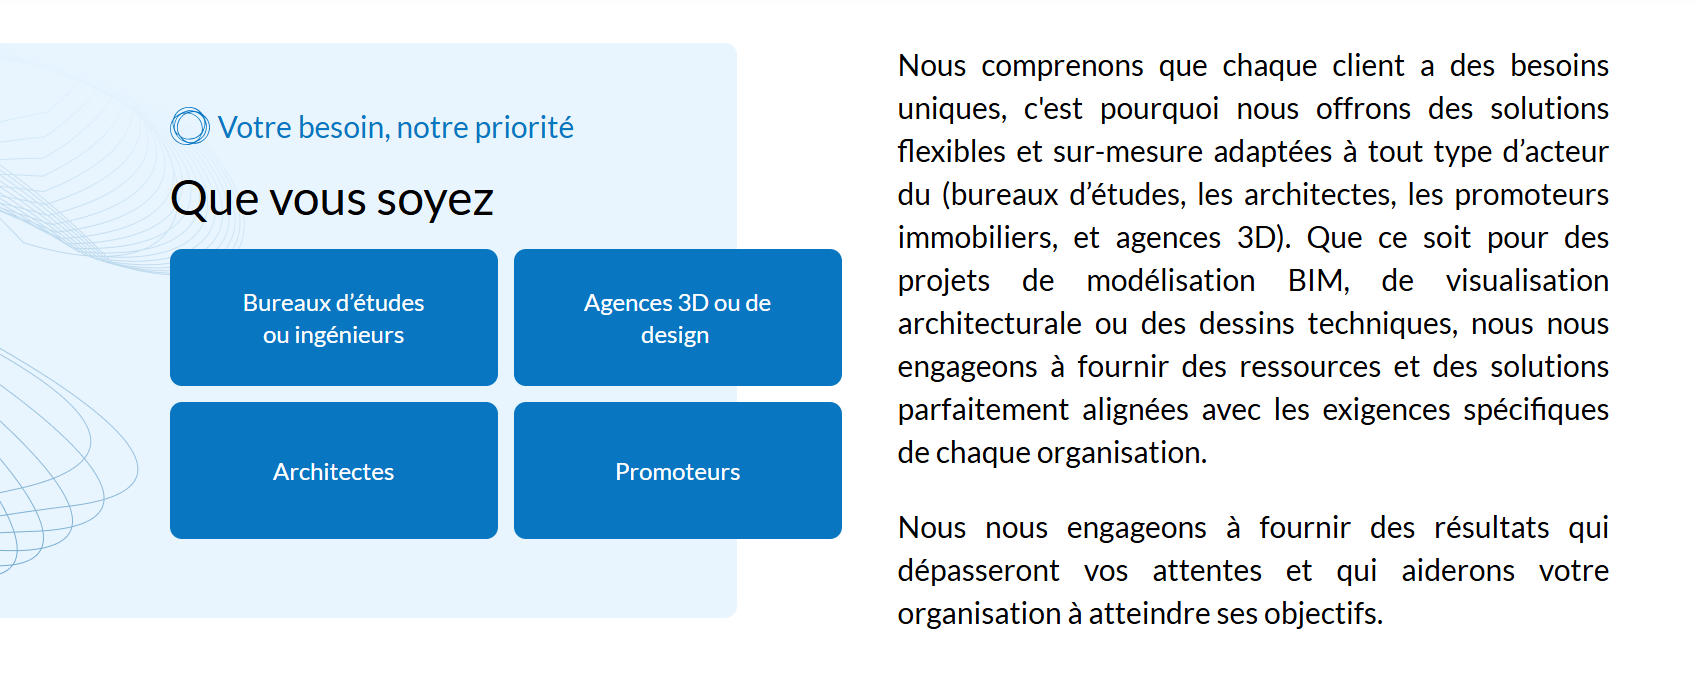 Votre besoin, notre priorité
Que vous soyez
Bureaux d’études
ou ingénieurs
Agences 3D ou de
design
Architectes
Promoteurs
Nous comprenons que chaque client a des besoins
uniques, c'est pourquoi nous offrons des solutions
flexibles et sur-mesure adaptées à tout type d’acteur
du (bureaux d’études, les architectes, les promoteurs
immobiliers, et agences 3D). Que ce soit pour des
projets de modélisation BIM, de visualisation
architecturale ou des dessins techniques, nous nous
engageons à fournir des ressources et des solutions
parfaitement alignées avec les exigences spécifiques
de chaque organisation.
Nous nous engageons à fournir des résultats qui
dépasseront vos attentes et qui aiderons votre
organisation à atteindre ses objectifs.